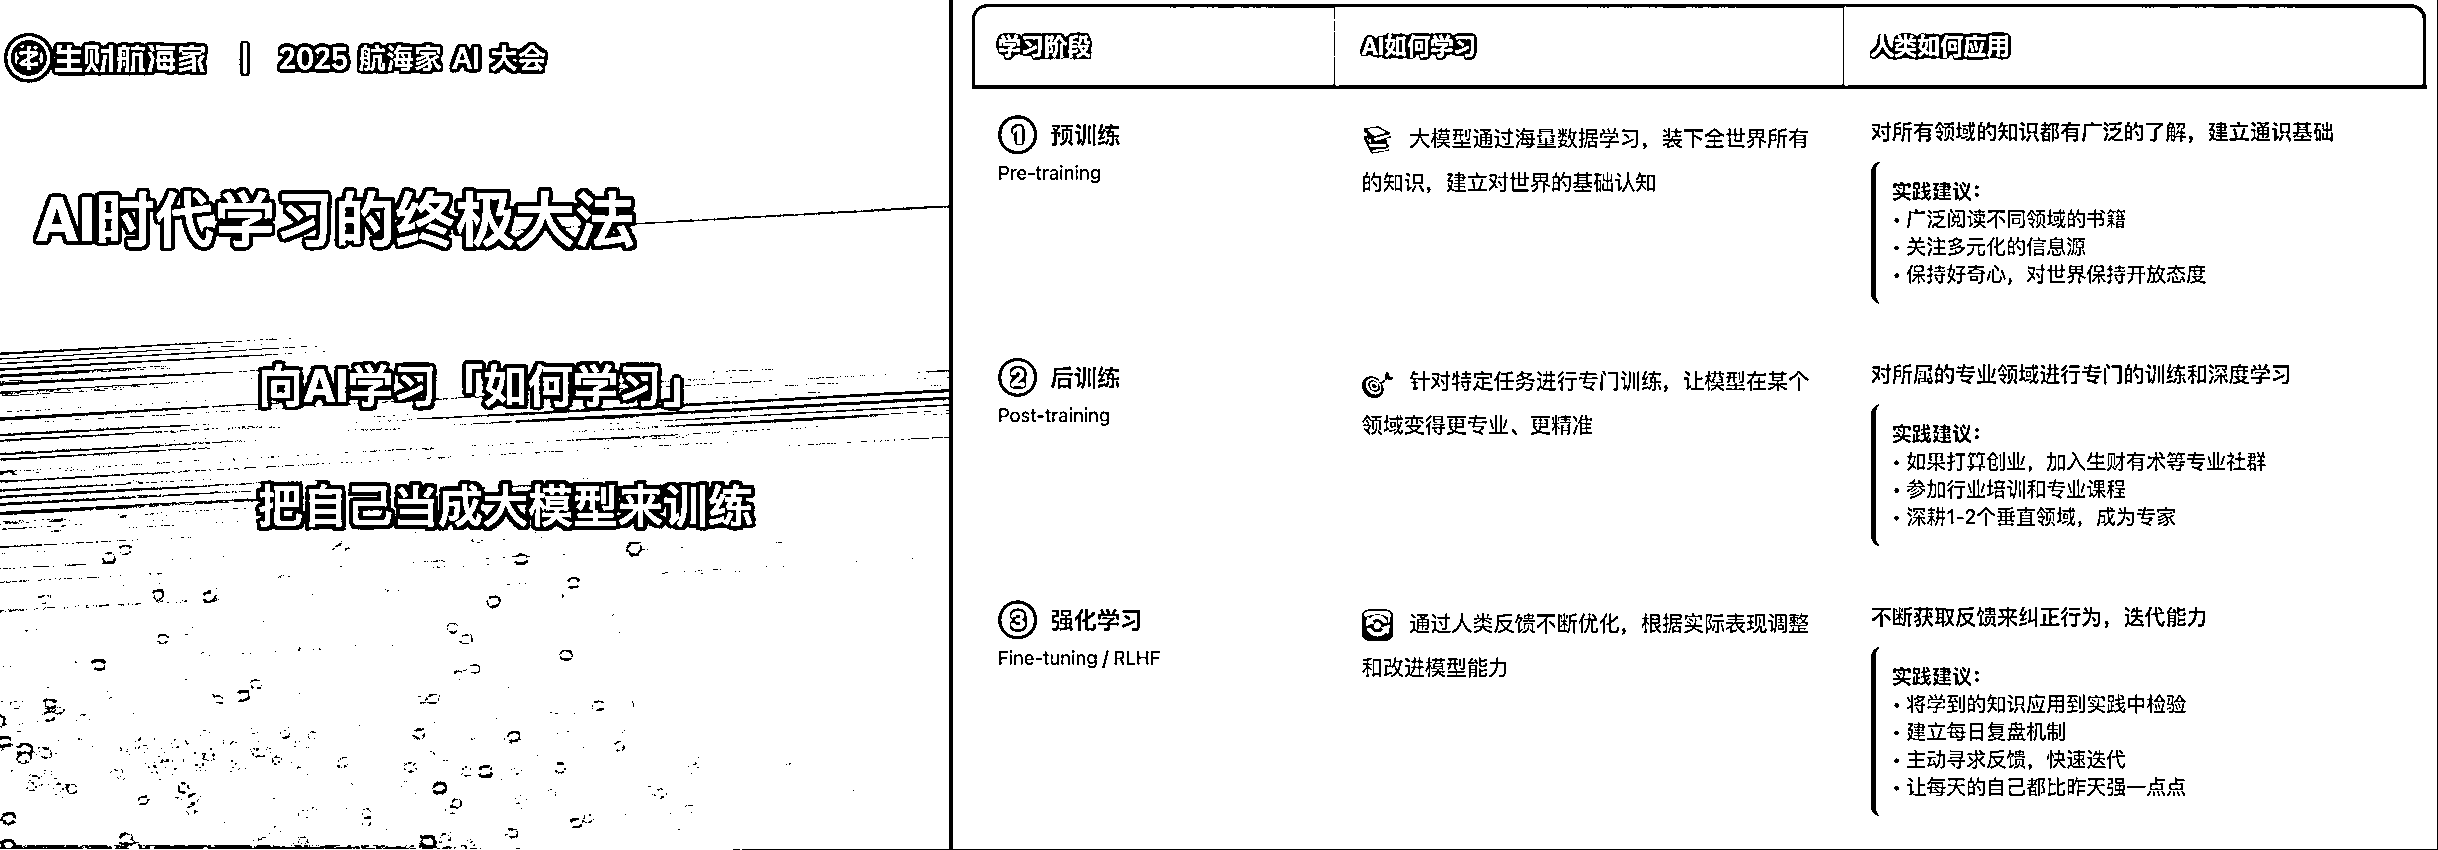 生财航海家 | 2025 航海家 AI 大会
AI时代学习的终极大法
向AI学习「如何学习」
把自己当成大模型来训练
学习阶段
AI如何学习
人类如何应用
1 预训练
Pre-training
大模型通过海量数据学习，装下全世界所有
的知识，建立对世界的基础认知
对所有领域的知识都有广泛的了解，建立通识基础
实践建议：
• 广泛阅读不同领域的书籍
• 关注多元化的信息源
• 保持好奇心，对世界保持开放态度
2 后训练
Post-training
针对特定任务进行专门训练，让模型在某个
领域变得更专业、更精准
对所属的专业领域进行专门的训练和深度学习
实践建议：
• 如果打算创业，加入生财有术等专业社群
• 参加行业培训和专业课程
• 深耕1-2个垂直领域，成为专家
3 强化学习
Fine-tuning / RLHF
通过人类反馈不断优化，根据实际表现调整
和改进模型能力
不断获取反馈来纠正行为，迭代能力
实践建议：
• 将学到的知识应用到实践中检验
• 建立每日复盘机制
• 主动寻求反馈，快速迭代
• 让每天的自己都比昨天强一点点